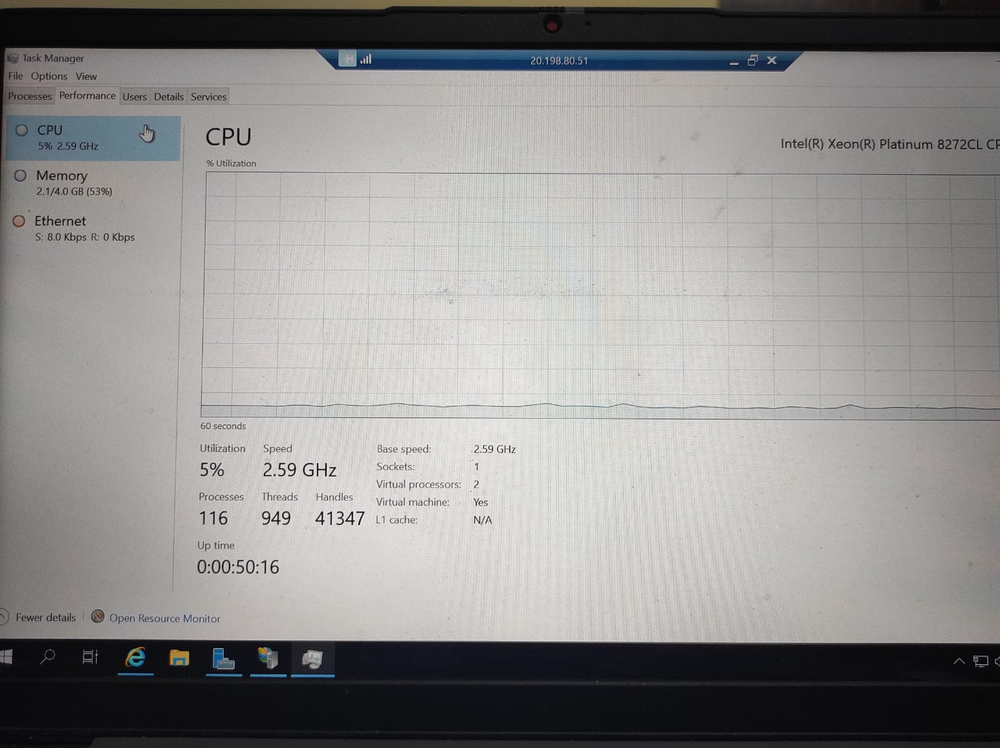 Task Manager
20.198.80.51
File Options View
Processes Performance Users Details Services
CPU
5% 2.59 GHz
Memory
2.1/4.0 GB (53%)
Ethernet
S: 8.0 Kbps R: 0 Kbps
CPU
Intel(R) Xeon(R) Platinum 8272CL
% Utilization
60 seconds
Utilization Speed
5% 2.59 GHz
Processes Threads Handles
116 949 41347
Up time
0:00:50:16
Base speed: 2.59 GHz
Sockets: 1
Virtual processors: 2
Virtual machine: Yes
L1 cache: N/A
Fewer details
Open Resource Monitor